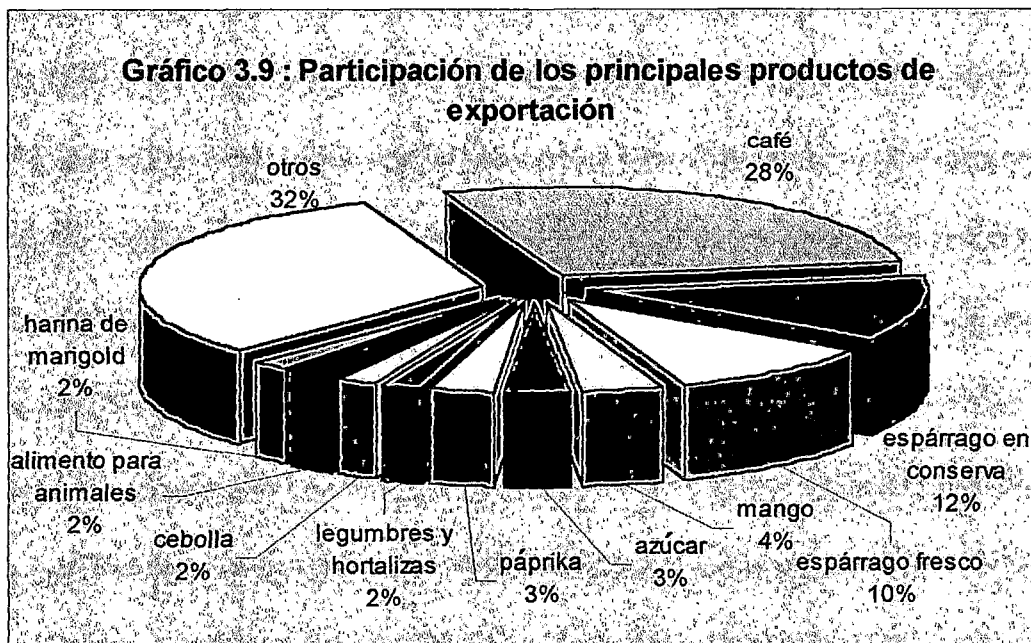 Gráfico 3.9 : Participación de los principales productos de
exportación
café
28%
otros
32%
harina de
marigold
2%
alimento para
animales
2%
cebolla
2%
legumbres y
hortalizas
2%
páprika
3%
azúcar
3%
mango
4%
espárrago fresco
10%
espárrago en
conserva
12%